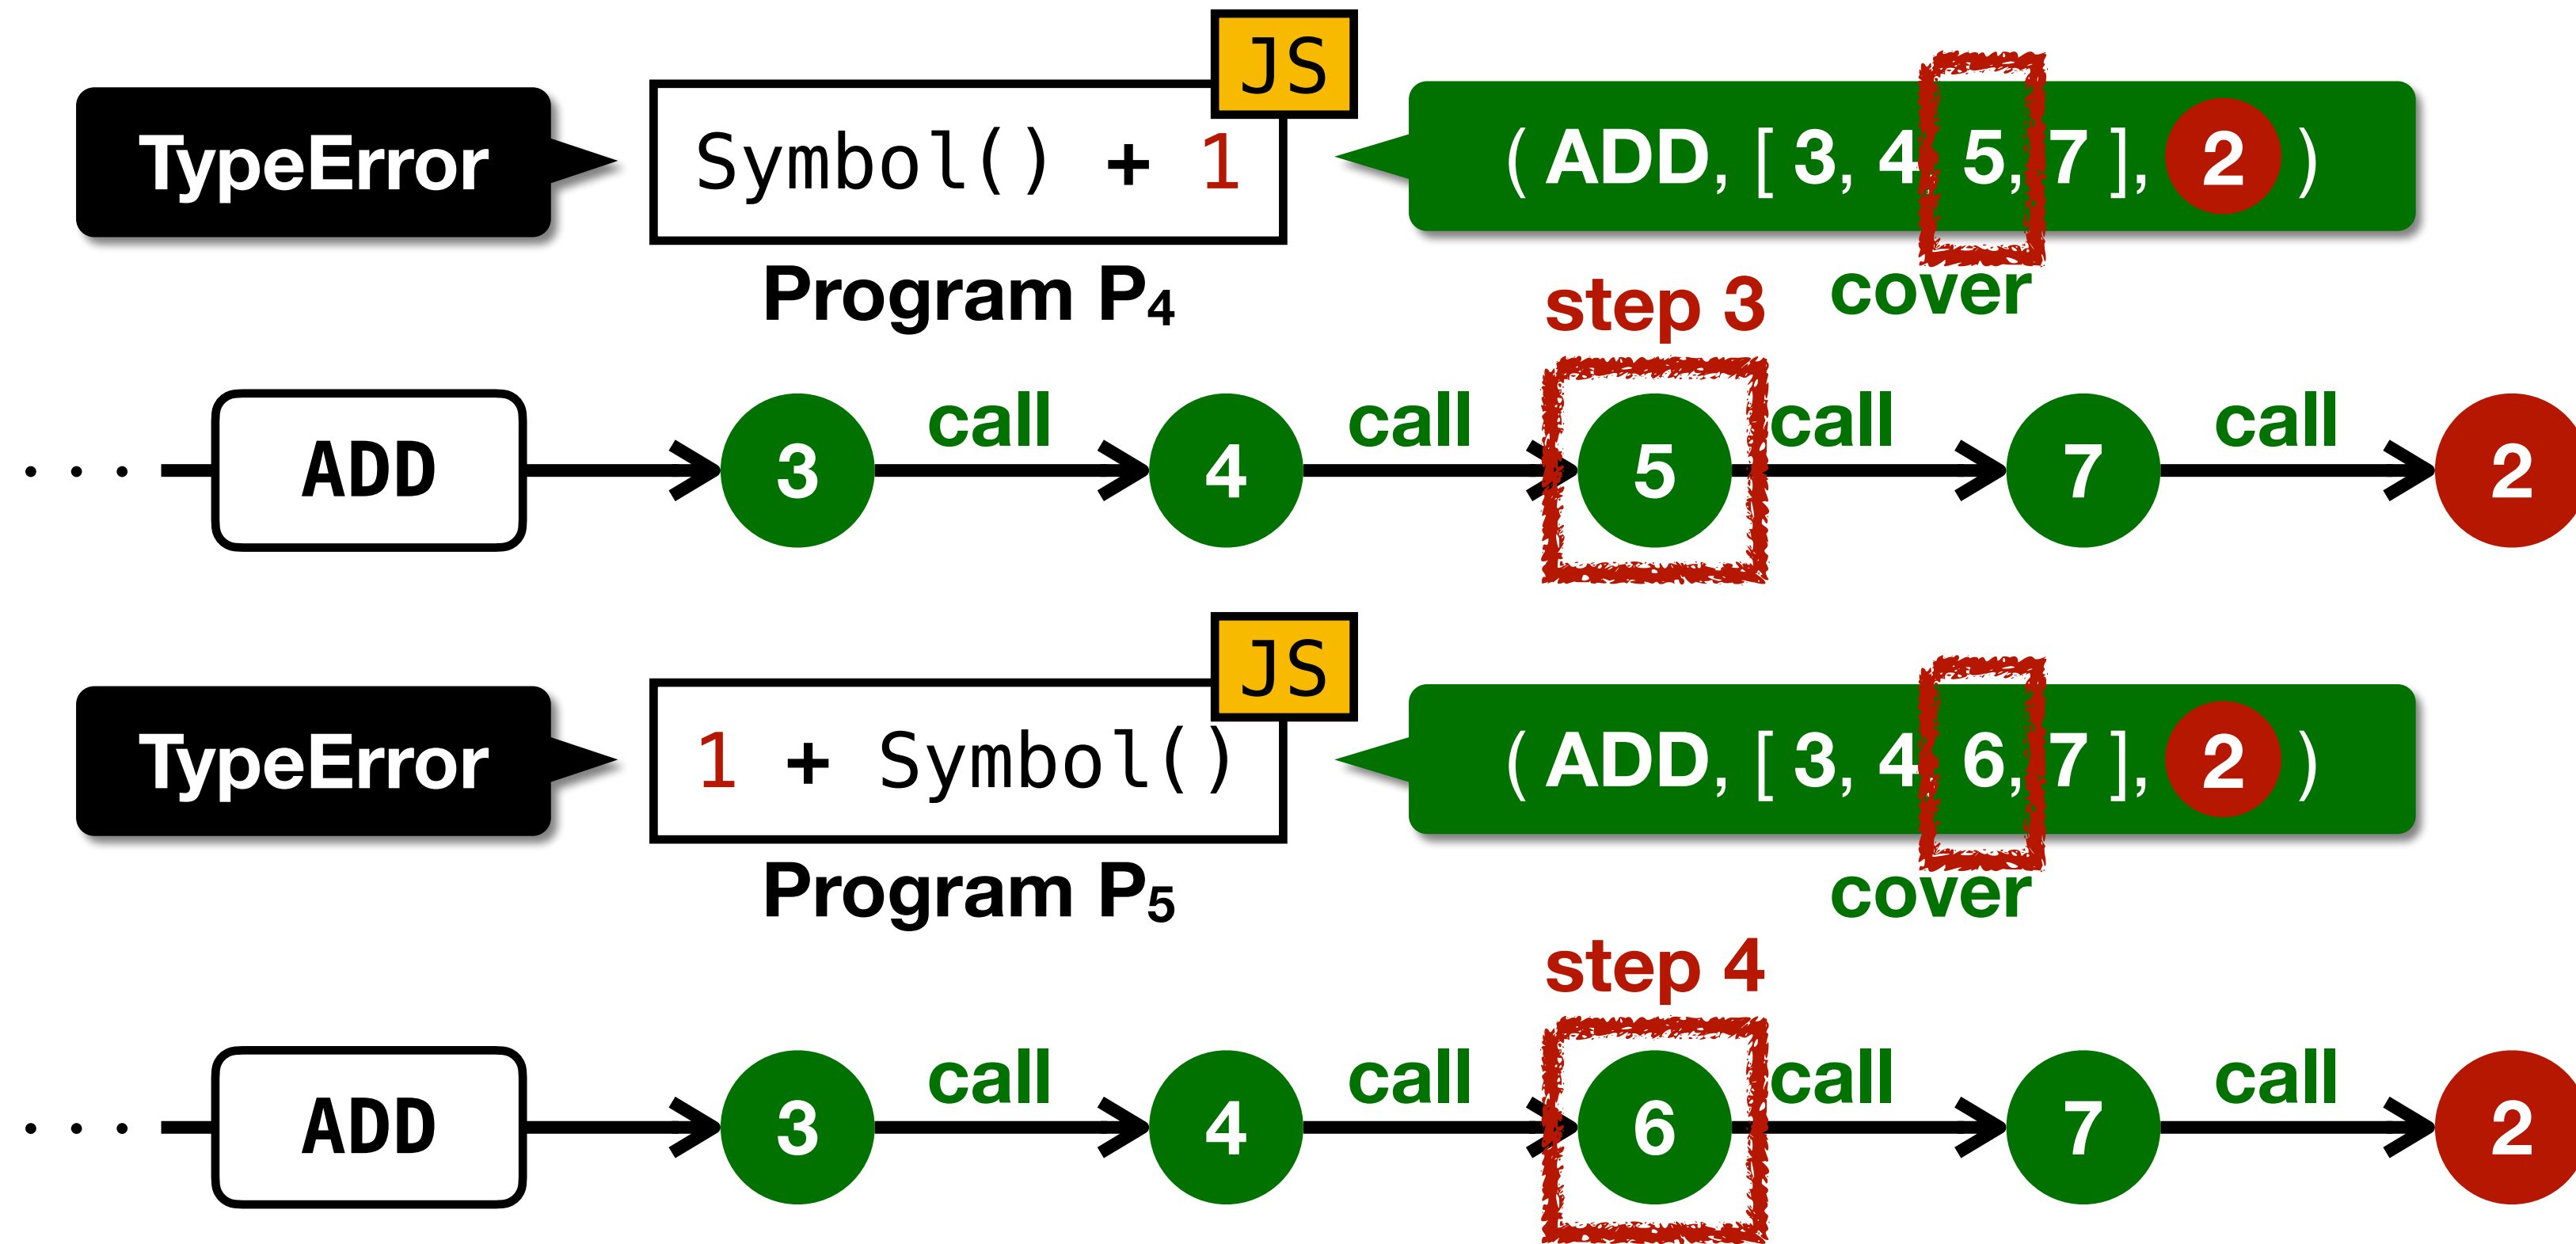 JS
TypeError
Symbol() + 1
( ADD, [ 3, 4, 5, 7 ], 2 )
Program P₄
cover
step 3
call call call call
· · · ADD 3 4 5 7 2
JS
TypeError
1 + Symbol()
( ADD, [ 3, 4, 6, 7 ], 2 )
Program P₅
cover
step 4
call call call call
· · · ADD 3 4 6 7 2